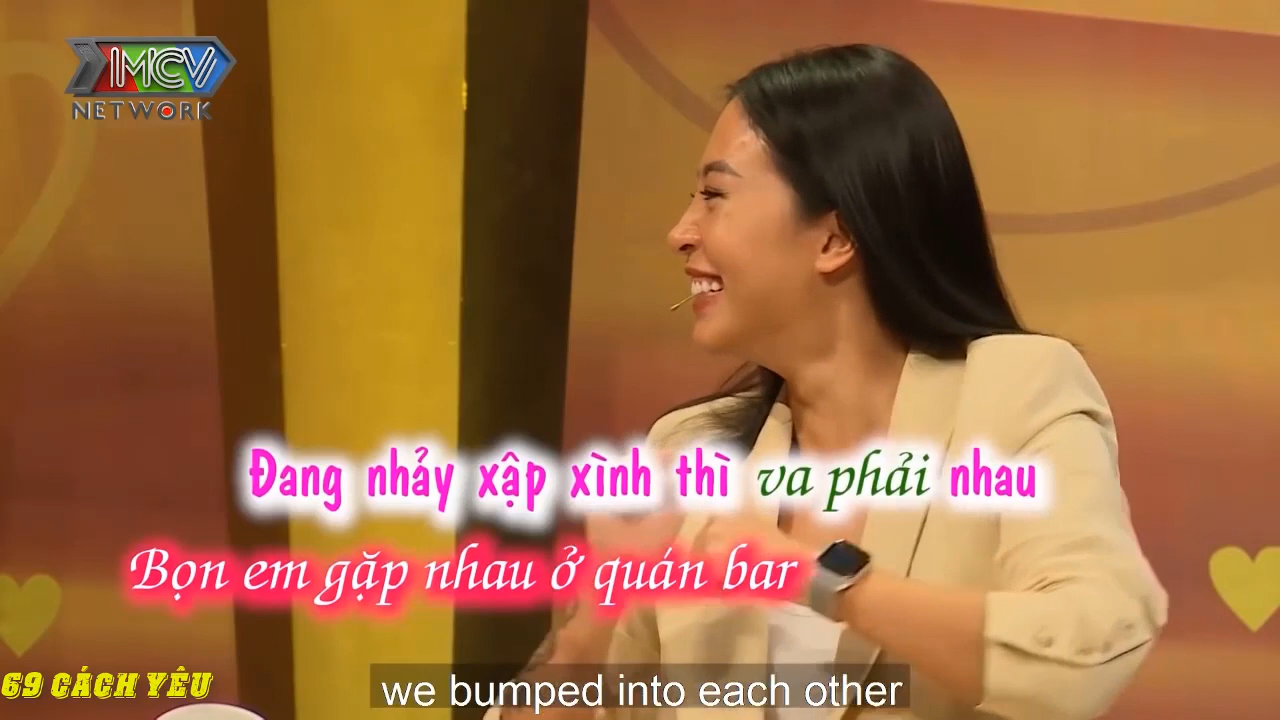 MCV
NETWORK
Đang nhảy xập xình thì va phải nhau
Bọn em gặp nhau ở quán bar
69 CÁCH YÊU
we bumped into each other